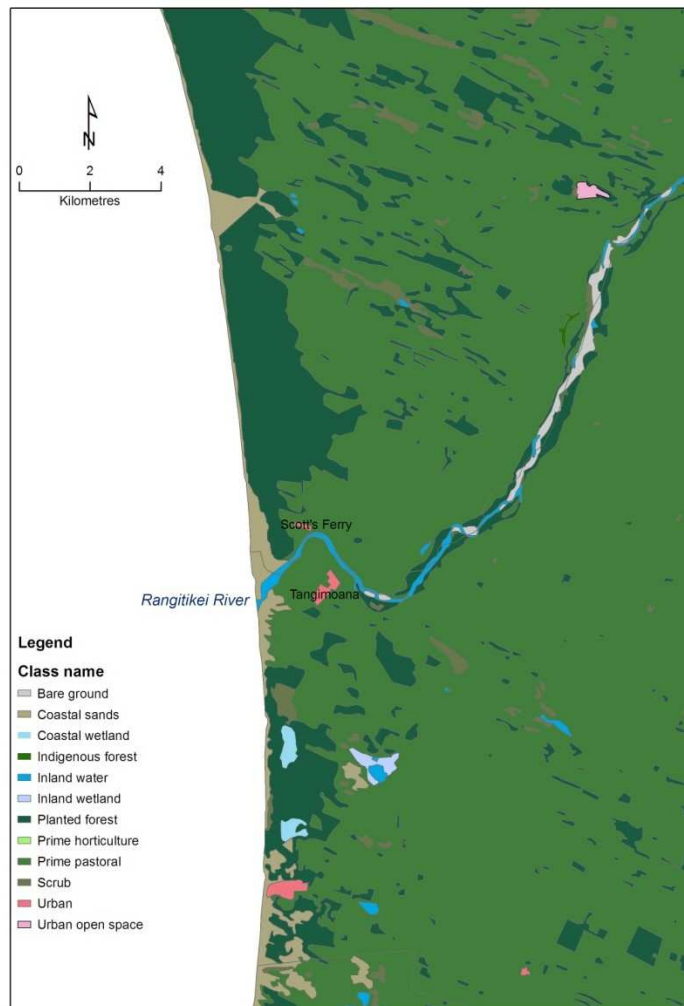 N
0 2 4
Kilometres
Scott's Ferry
Tangimoana
Rangitikei River
Legend
Class name
Bare ground
Coastal sands
Coastal wetland
Indigenous forest
Inland water
Inland wetland
Planted forest
Prime horticulture
Prime pastoral
Scrub
Urban
Urban open space